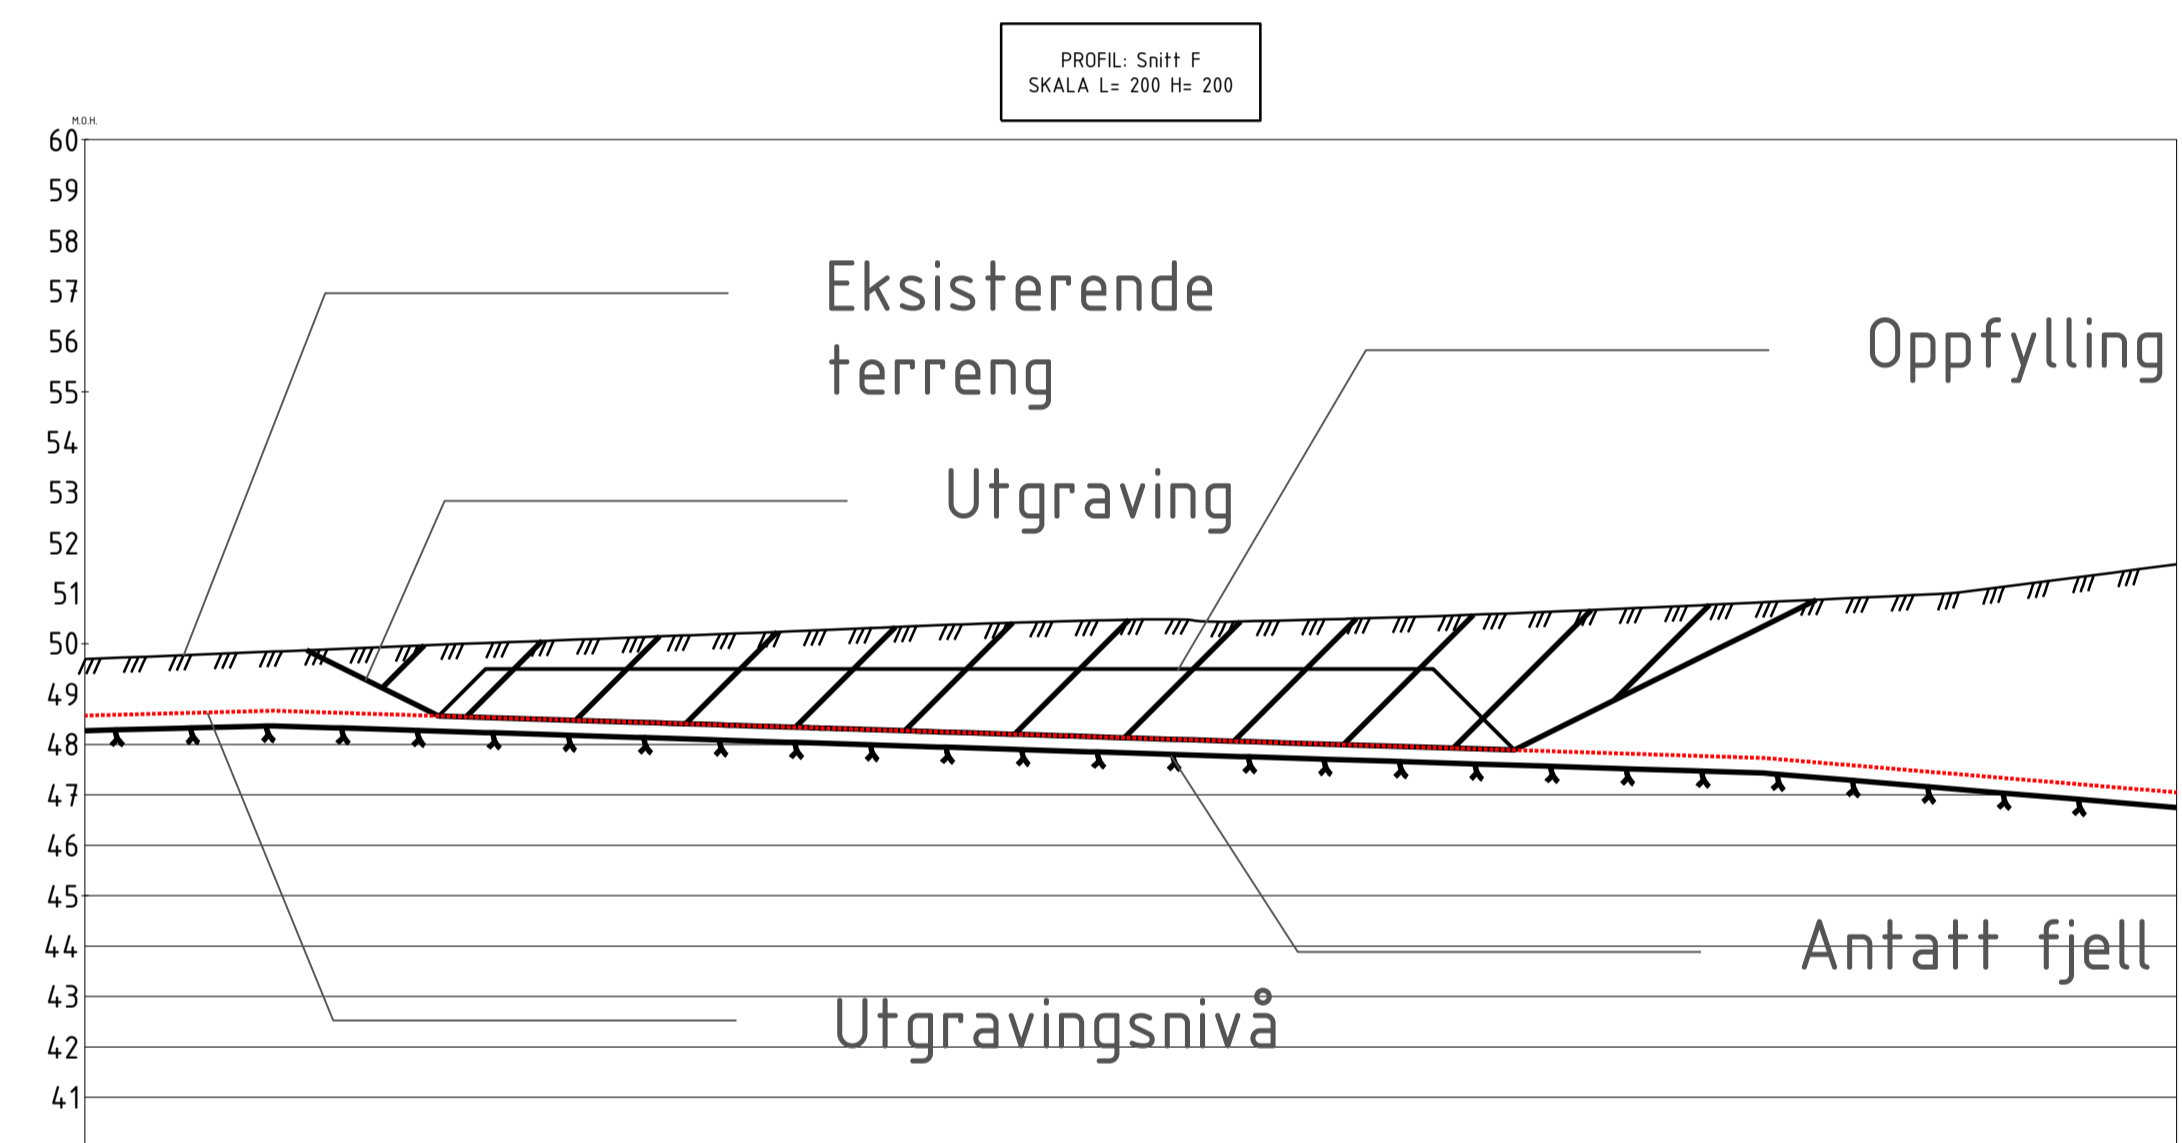 PROFIL: Snitt F
SKALA L= 200 H= 200
M.O.H.
60
59
58
57
Eksisterende
56
Oppfylling
terreng
55
54
53
Utgraving
52
51
50
49
48
47
46
45
44
Antatt fjell
43
Utgravingsnivå
42
41